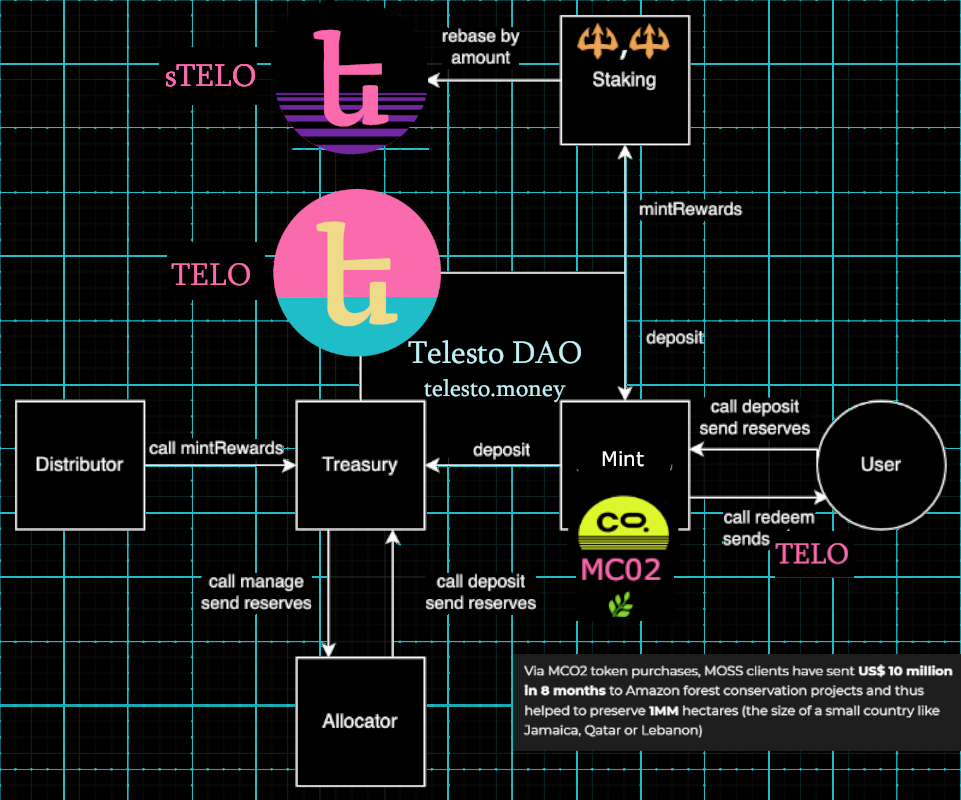 rebase by
amount
sTELO
Staking
mintRewards
TELO
deposit
Telesto DAO
telesto.money
call deposit
send reserves
call mintRewards
deposit
Distributor
Treasury
Mint
User
call redeem
sends
TELO
CO.
MC02
call manage
send reserves
call deposit
send reserves
Via MCO2 token purchases, MOSS clients have sent US$ 10 million
in 8 months to Amazon forest conservation projects and thus
helped to preserve 1MM hectares (the size of a small country like
Jamaica, Qatar or Lebanon)
Allocator